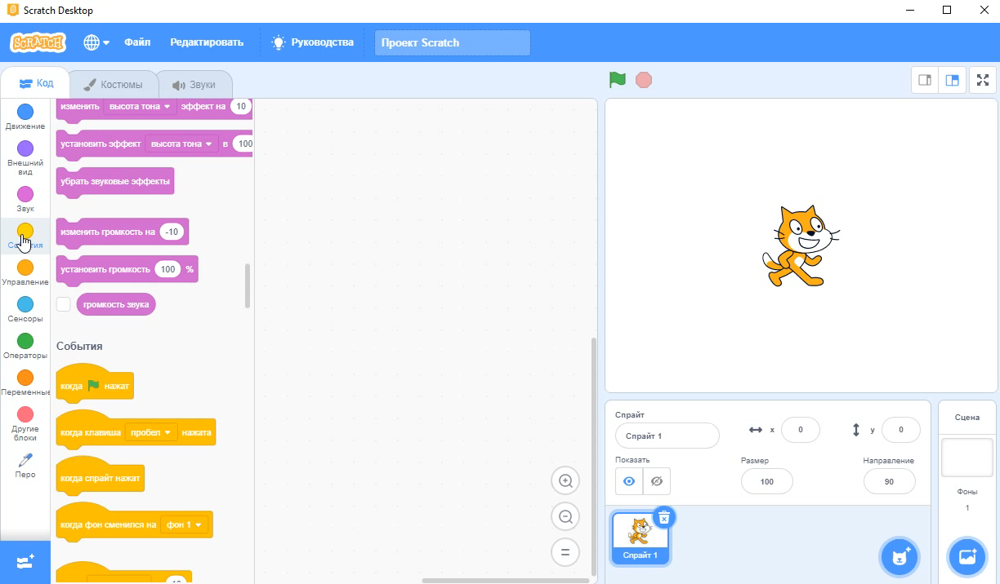 Scratch Desktop
SCRATCH
Файл
Редактировать
Руководства
Проект Scratch
Код
Костюмы
Звуки
Движение
Внешний
вид
Звук
Управление
Сенсоры
Операторы
Переменные
Другие
блоки
Перо
изменить высота тона эффект на 10
установить эффект высота тона в 100
убрать звуковые эффекты
изменить громкость на -10
установить громкость 100 %
громкость звука
События
когда нажат
когда клавиша пробел нажата
когда спрайт нажат
когда фон сменился на фон 1
10
Спрайт
Спрайт 1
x 0
y 0
Показать
Размер
100
Направление
90
Спрайт 1
Сцена
Фоны
1